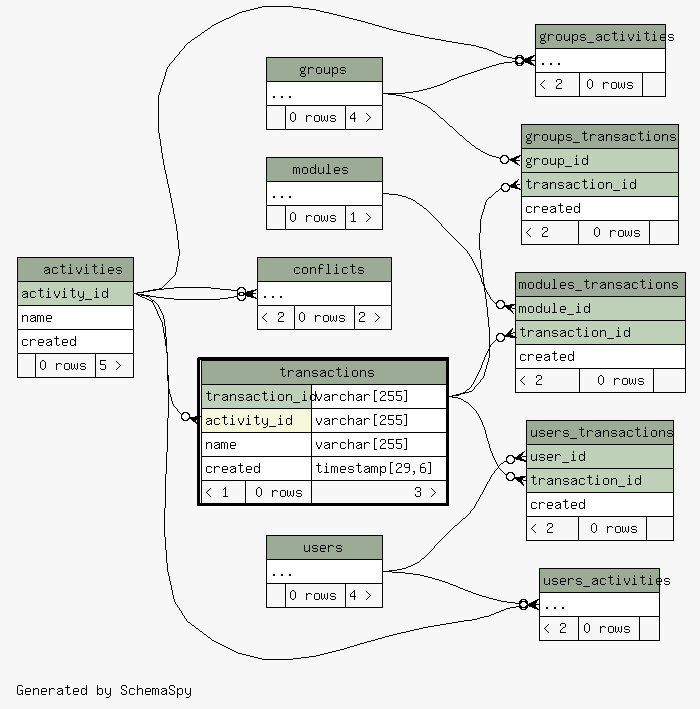 groups_activities
...
< 2 0 rows
groups
...
0 rows 4 >
groups_transactions
group_id
transaction_id
created
< 2 0 rows
modules
...
0 rows 1 >
activities
activity_id
name
created
0 rows 5 >
conflicts
...
< 2 0 rows 2 >
modules_transactions
module_id
transaction_id
created
< 2 0 rows
transactions
transaction_id varchar[255]
activity_id varchar[255]
name varchar[255]
created timestamp[29,6]
< 1 0 rows 3 >
users_transactions
user_id
transaction_id
created
< 2 0 rows
users
...
0 rows 4 >
users_activities
...
< 2 0 rows
Generated by SchemaSpy